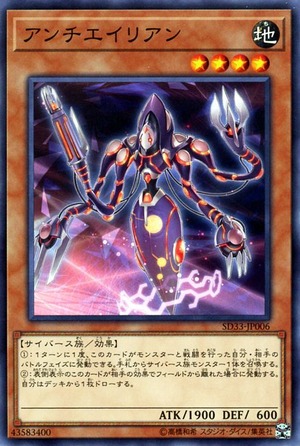 アンチエイリアン
地
SD33-JP006
【サイバース族/効果】
①:1ターンに1度、このカードがモンスターと戦闘を行った自分・相手の
バトルフェイズに発動できる。手札からサイバース族モンスター1体を召喚する。
②:表側表示のこのカードが相手の効果でフィールドから離れた場合に発動する。
自分はデッキから1枚ドローする。
ATK/1900 DEF/ 600
43583400
©高橋和希 スタジオ・ダイス/集英社